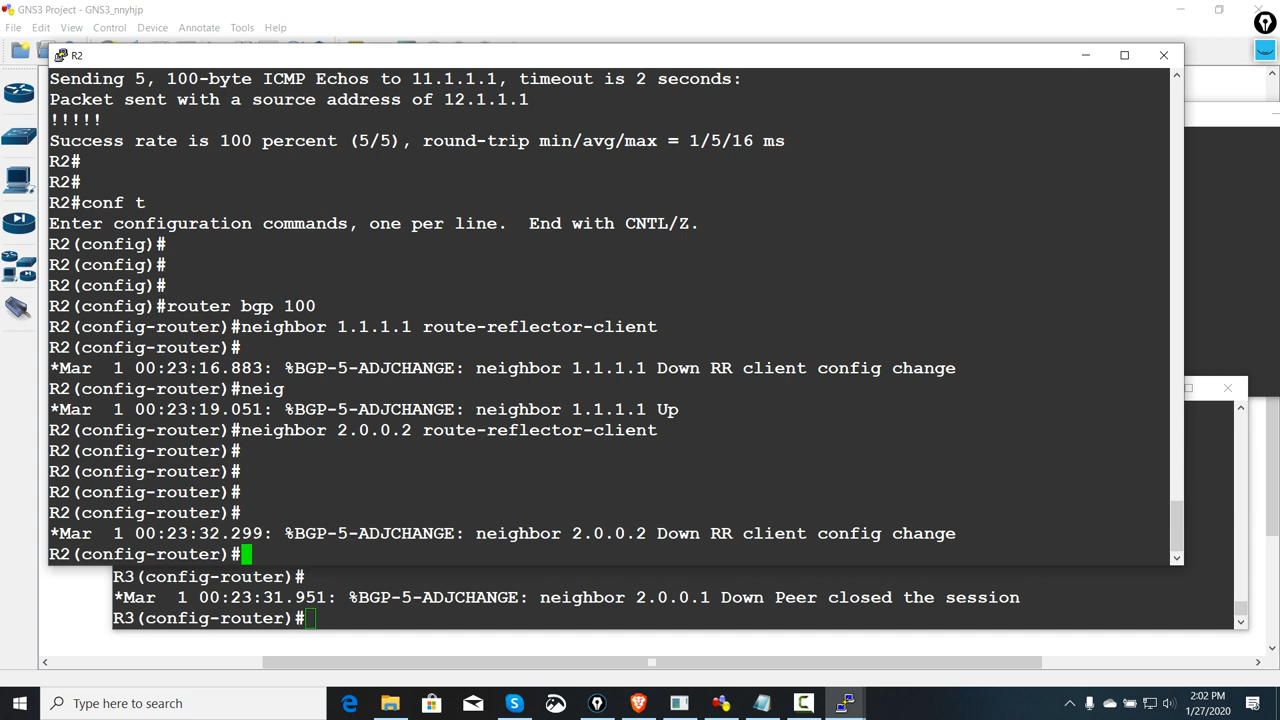 GNS3 Project - GNS3_nnyhjp
File Edit View Control Device Annotate Tools Help
R2
Sending 5, 100-byte ICMP Echos to 11.1.1.1, timeout is 2 seconds:
Packet sent with a source address of 12.1.1.1
!!!!!
Success rate is 100 percent (5/5), round-trip min/avg/max = 1/5/16 ms
R2#
R2#
R2#conf t
Enter configuration commands, one per line.  End with CNTL/Z.
R2(config)#
R2(config)#
R2(config)#
R2(config)#router bgp 100
R2(config-router)#neighbor 1.1.1.1 route-reflector-client
R2(config-router)#
*Mar  1 00:23:16.883: %BGP-5-ADJCHANGE: neighbor 1.1.1.1 Down RR client config change
R2(config-router)#neig
*Mar  1 00:23:19.051: %BGP-5-ADJCHANGE: neighbor 1.1.1.1 Up
R2(config-router)#neighbor 2.0.0.2 route-reflector-client
R2(config-router)#
R2(config-router)#
R2(config-router)#
R2(config-router)#
*Mar  1 00:23:32.299: %BGP-5-ADJCHANGE: neighbor 2.0.0.2 Down RR client config change
R2(config-router)#
R3(config-router)#
*Mar  1 00:23:31.951: %BGP-5-ADJCHANGE: neighbor 2.0.0.1 Down Peer closed the session
R3(config-router)#
Type here to search
2:02 PM
1/27/2020